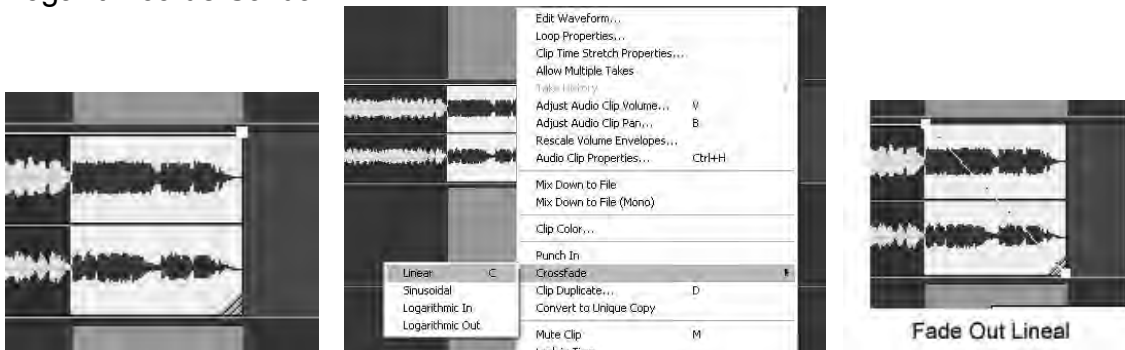 Edit Waveform...
Loop Properties...
Clip Time Stretch Properties...
Allow Multiple Takes
Take History
Adjust Audio Clip Volume... V
Adjust Audio Clip Pan... B
Rescale Volume Envelopes...
Audio Clip Properties... Ctrl+H
Mix Down to File
Mix Down to File (Mono)
Clip Color...
Punch In
Crossfade
Clip Duplicate... D
Convert to Unique Copy
Mute Clip M
Linear C
Sinusoidal
Logarithmic In
Logarithmic Out
Fade Out Lineal